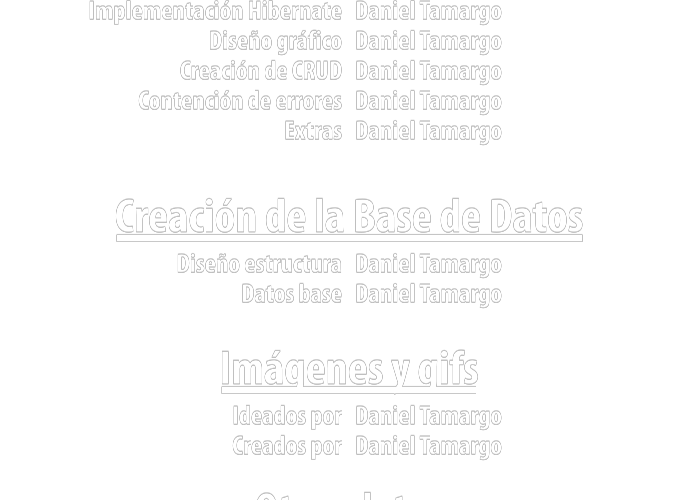 Implementación Hibernate Daniel Tamargo
Diseño gráfico Daniel Tamargo
Creación de CRUD Daniel Tamargo
Contención de errores Daniel Tamargo
Extras Daniel Tamargo
Creación de la Base de Datos
Diseño estructura Daniel Tamargo
Datos base Daniel Tamargo
Imágenes y gifs
Ideados por Daniel Tamargo
Creados por Daniel Tamargo